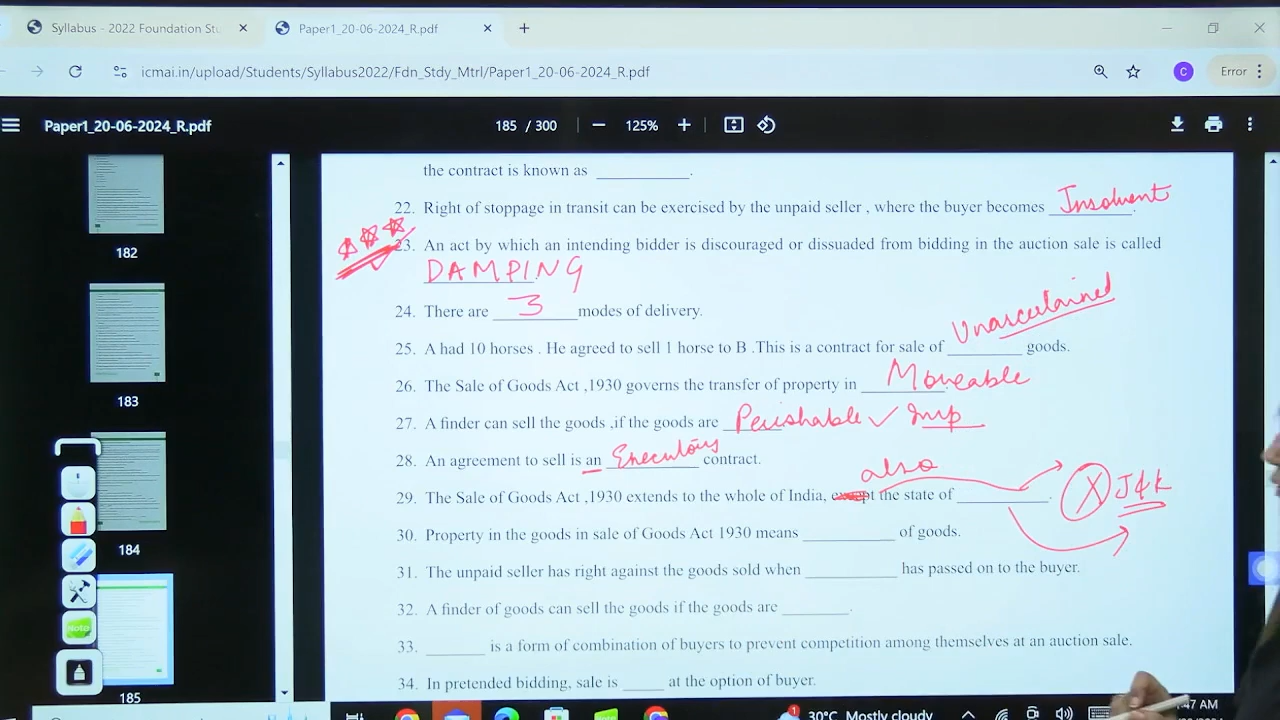 Syllabus - 2022 Foundation Stu
Paper1_20-06-2024_R.pdf
icmai.in/upload/Students/Syllabus2022/Fdn_Stdy_Mtrl/Paper1_20-06-2024_R.pdf
C
Error
Paper1_20-06-2024_R.pdf
185 / 300
125%
the contract is known as __________.
22. Right of stoppage in transit can be exercised by the unpaid seller , where the buyer becomes Insolvent.
23. An act by which an intending bidder is discouraged or dissuaded from bidding in the auction sale is called
DAMPING
24. There are 3 modes of delivery.
25. A had 10 horses. He agreed to sell 1 horse to B .This is a contract for sale of Unascertained goods.
26. The Sale of Goods Act ,1930 governs the transfer of property in Moveable
27. A finder can sell the goods ,if the goods are Perishable ✓ Imp
28. An agreement to sell is an Executory contract.
also
29. The Sale of Goods Act ,1930 extends to the whole of India, except the state of __________. X J&K
30. Property in the goods in sale of Goods Act 1930 means __________ of goods.
31. The unpaid seller has right against the goods sold when __________ has passed on to the buyer.
32. A finder of goods can sell the goods if the goods are _______.
33. ______ is a form of combination of buyers to prevent competition among themselves at an auction sale.
34. In pretended bidding, sale is ____ at the option of buyer.
182
183
184
185
Note
1
30°C Mostly cloudy
:47 AM